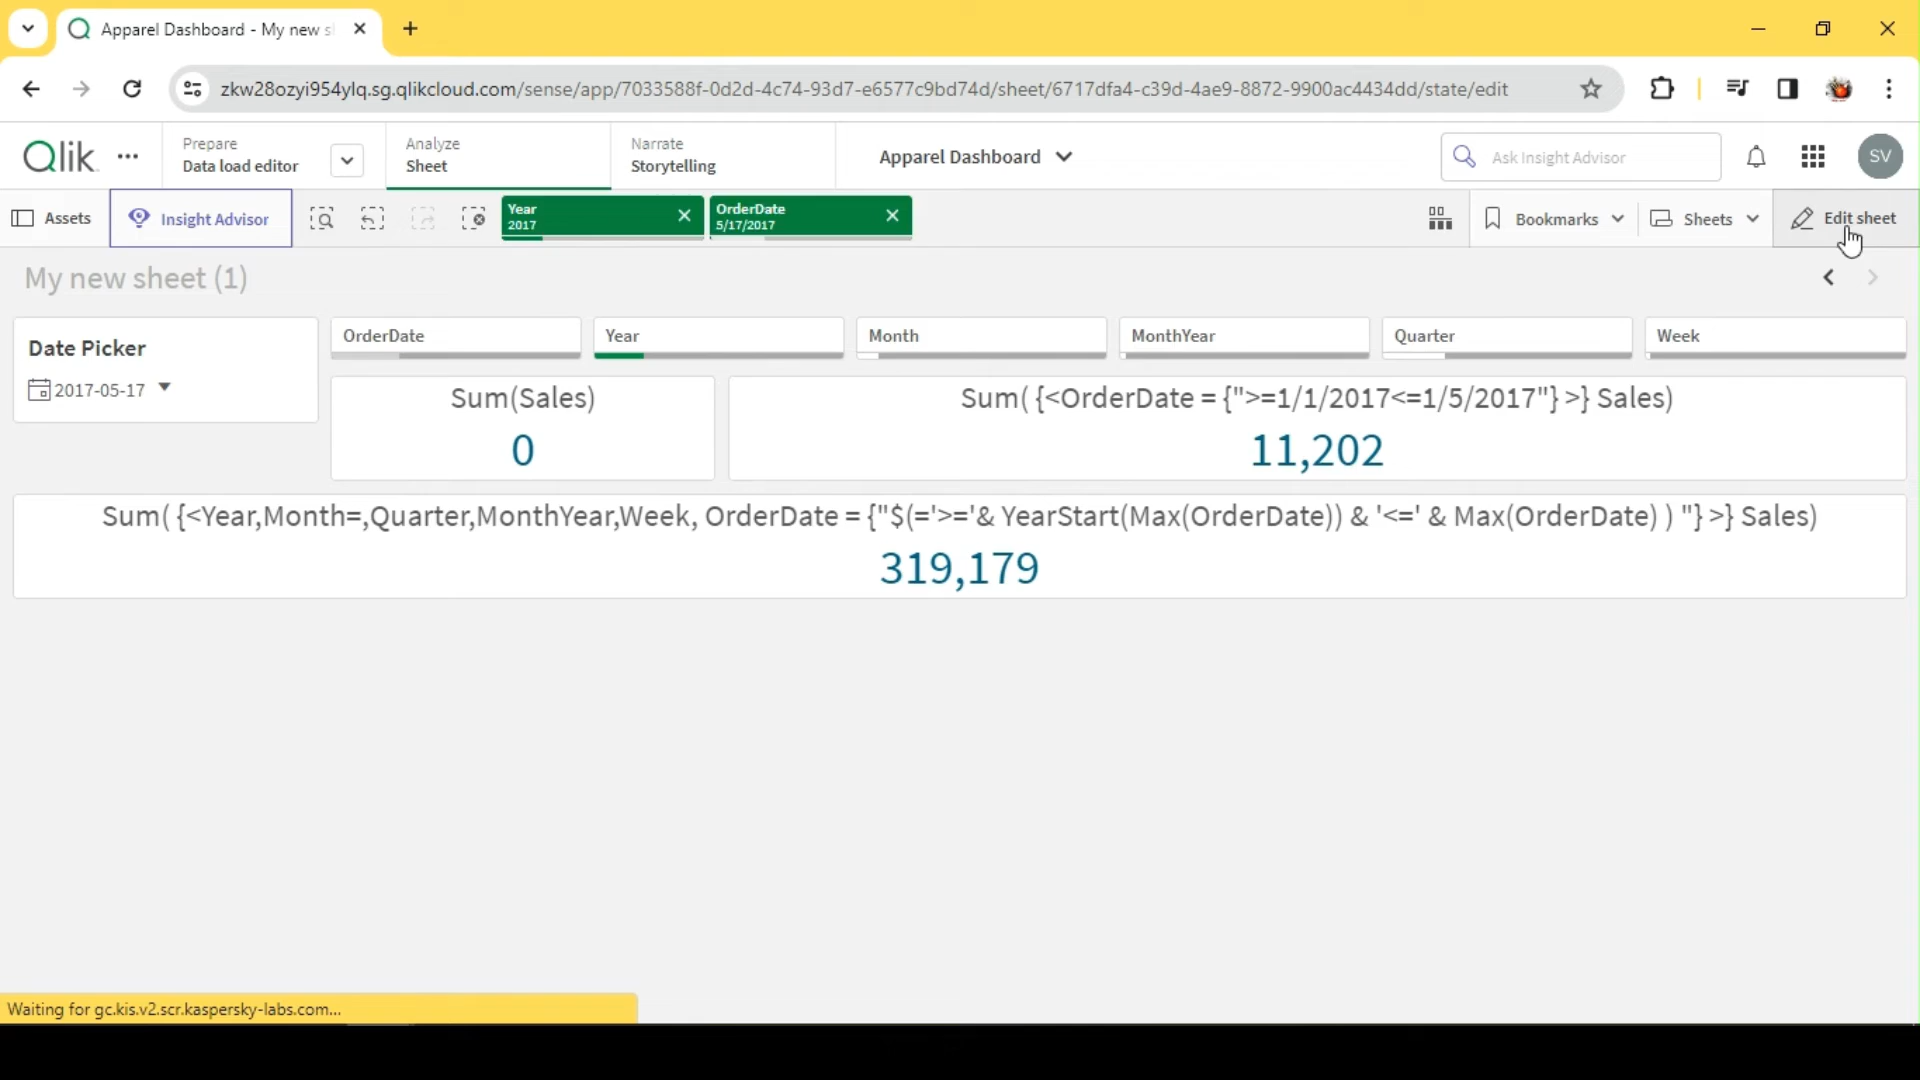 Apparel Dashboard - My new s
zkw28ozyi954ylq.sg.qlikcloud.com/sense/app/7033588f-0d2d-4c74-93d7-e6577c9bd74d/sheet/6717dfa4-c39d-4ae9-8872-9900ac4434dd/state/edit
Qlik
Prepare
Data load editor
Analyze
Sheet
Narrate
Storytelling
Apparel Dashboard
Ask Insight Advisor
SV
Assets
Insight Advisor
Year
2017
OrderDate
5/17/2017
Bookmarks
Sheets
Edit sheet
My new sheet (1)
Date Picker
2017-05-17
OrderDate
Year
Month
MonthYear
Quarter
Week
Sum(Sales)
0
Sum( {<OrderDate = {">=1/1/2017<=1/5/2017"} >} Sales)
11,202
Sum( {<Year,Month=,Quarter,MonthYear,Week, OrderDate = {"$(='>='& YearStart(Max(OrderDate)) & '<=' & Max(OrderDate) ) "} >} Sales)
319,179
Waiting for gc.kis.v2.scr.kaspersky-labs.com...